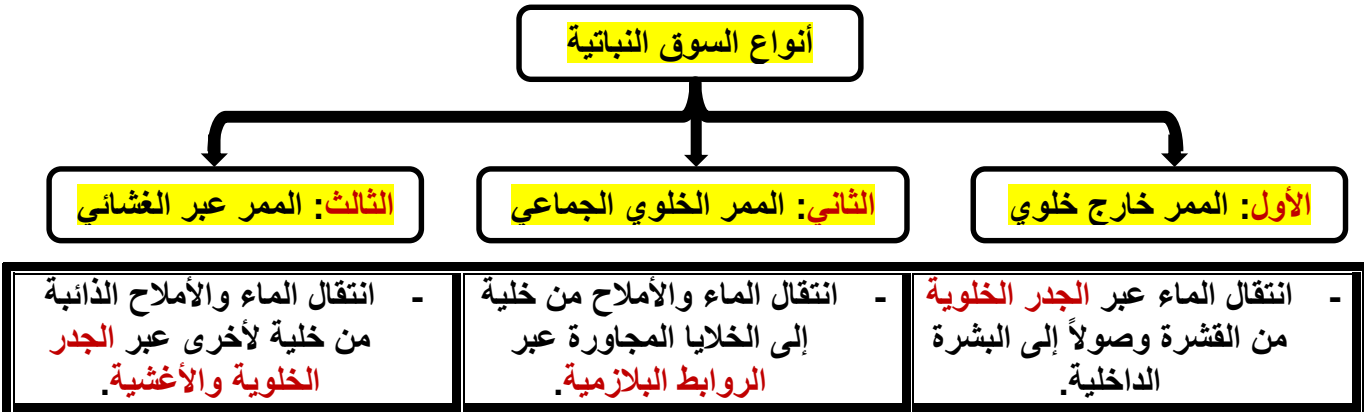 أنواع السوق النباتية
الأول: الممر خارج خلوي
الثاني: الممر الخلوي الجماعي
الثالث: الممر عبر الغشائي
- انتقال الماء عبر الجدر الخلوية
من القشرة وصولاً إلى البشرة
الداخلية.
- انتقال الماء والأملاح من خلية
إلى الخلايا المجاورة عبر
الروابط البلازمية.
- انتقال الماء والأملاح الذائبة
من خلية لأخرى عبر الجدر
الخلوية والأغشية.